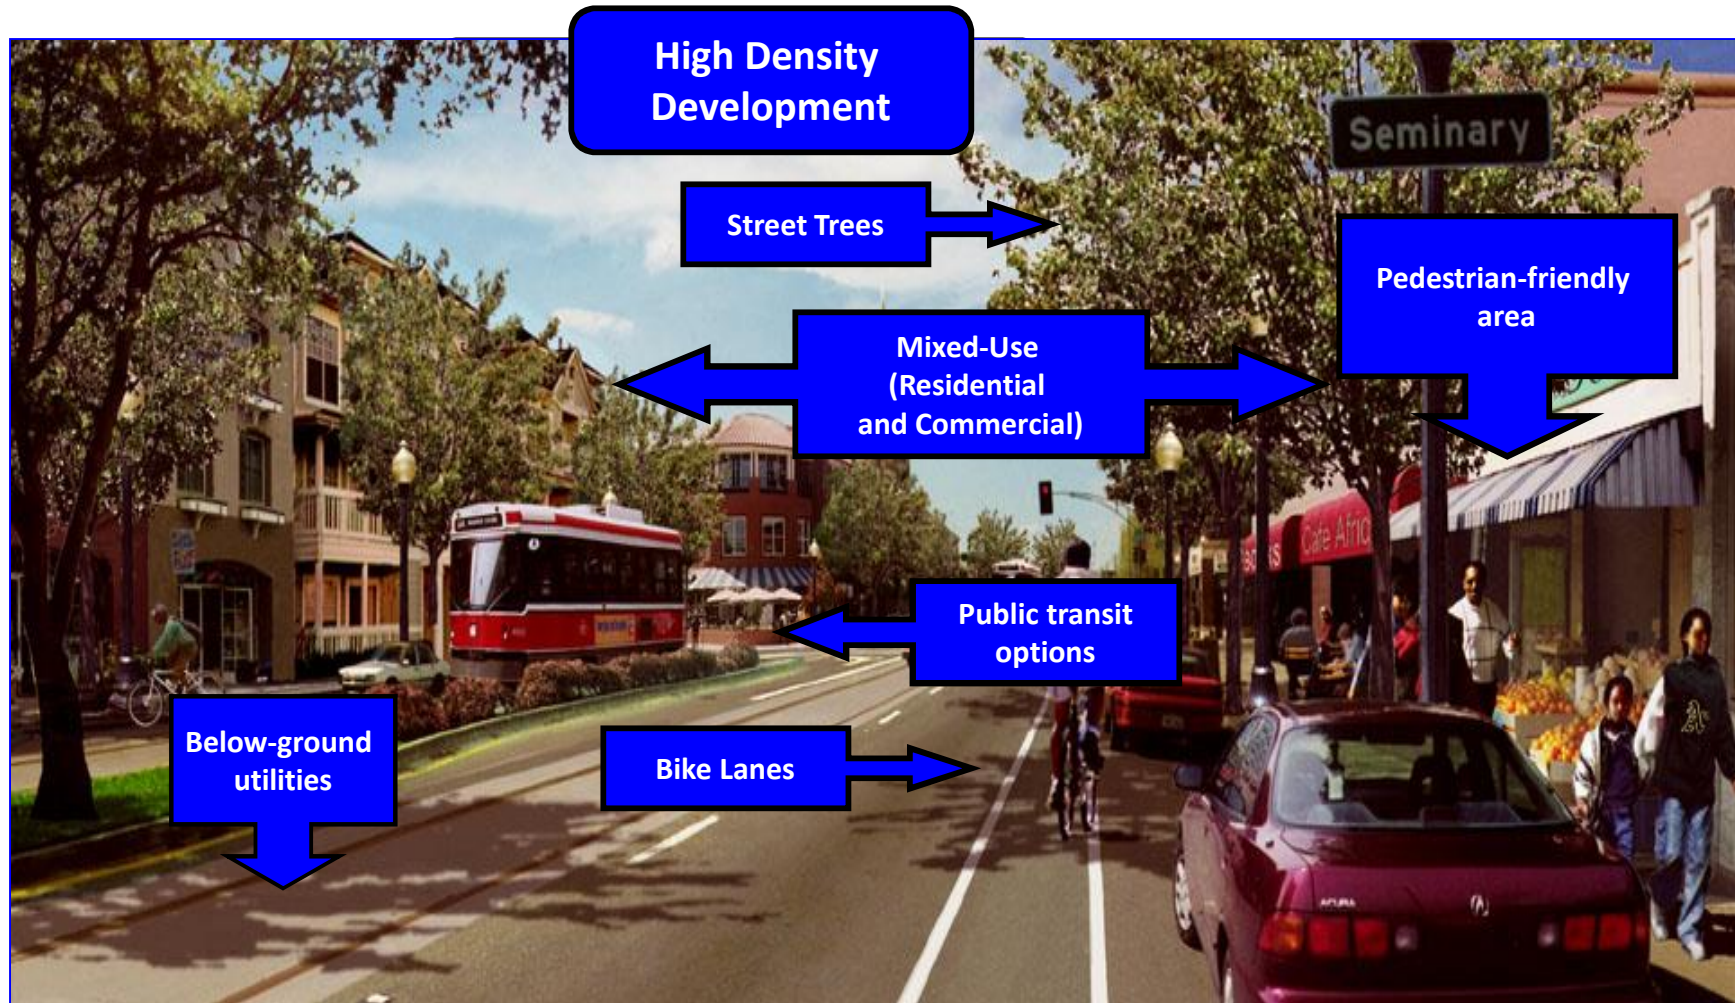 High Density
Development
Seminary
Street Trees
Pedestrian-friendly
area
Mixed-Use
(Residential
and Commercial)
Cafe Afric
Public transit
options
Below-ground
utilities
Bike Lanes
ACURA